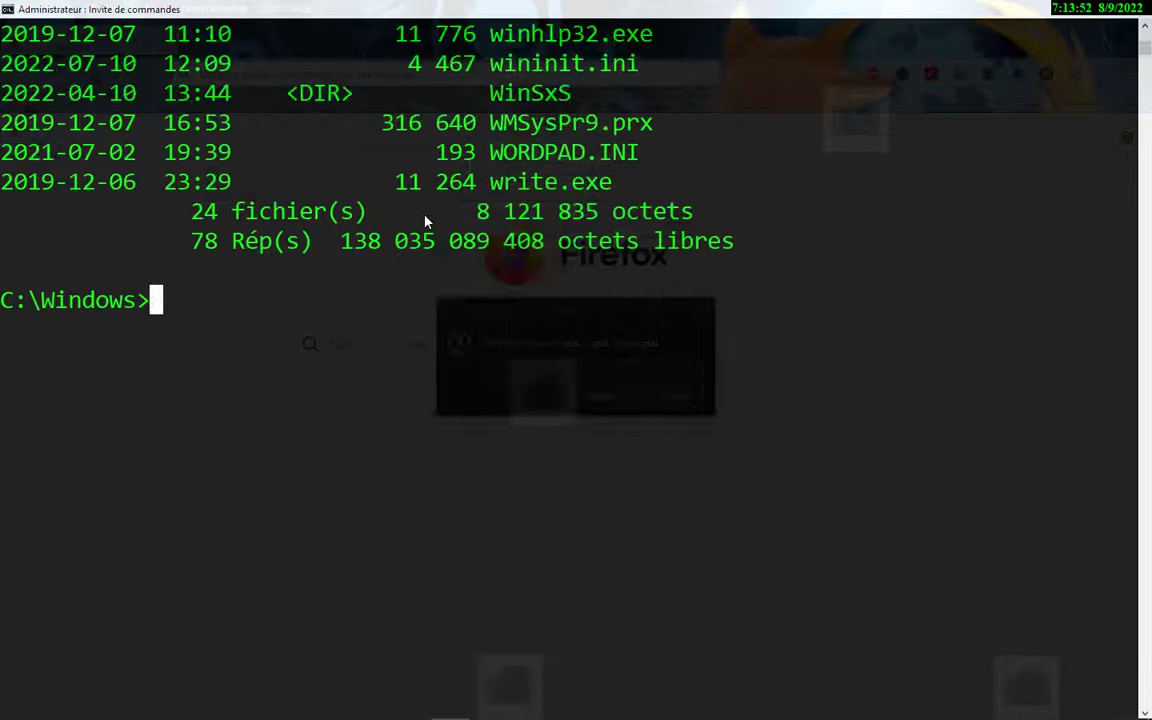 Administrateur : Invite de commandes
7:13:52 8/9/2022
2019-12-07 11:10 11 776 winhlp32.exe
2022-07-10 12:09 4 467 wininit.ini
2022-04-10 13:44 <DIR> WinSxS
2019-12-07 16:53 316 640 WMSysPr9.prx
2021-07-02 19:39 193 WORDPAD.INI
2019-12-06 23:29 11 264 write.exe
24 fichier(s) 8 121 835 octets
78 Rép(s) 138 035 089 408 octets libres
Firefox
C:\Windows>